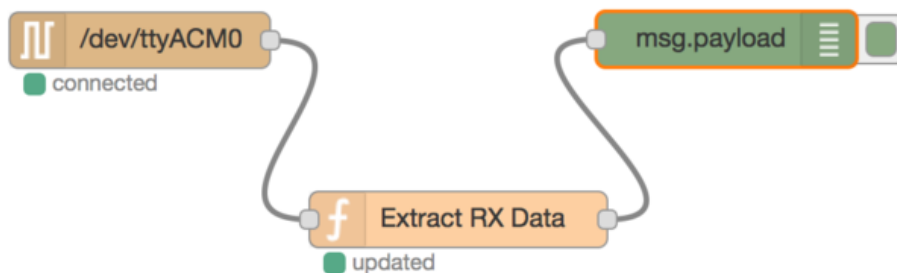 /dev/ttyACM0
connected
msg.payload
Extract RX Data
updated